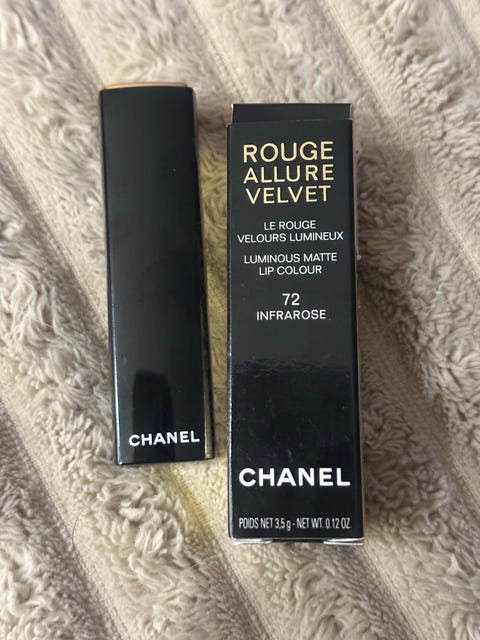 CHANEL
ROUGE
ALLURE
VELVET
LE ROUGE
VELOURS LUMINEUX
LUMINOUS MATTE
LIP COLOUR
72
INFRAROSE
CHANEL
POIDS NET 3,5 g - NET WT. 0.12 OZ.